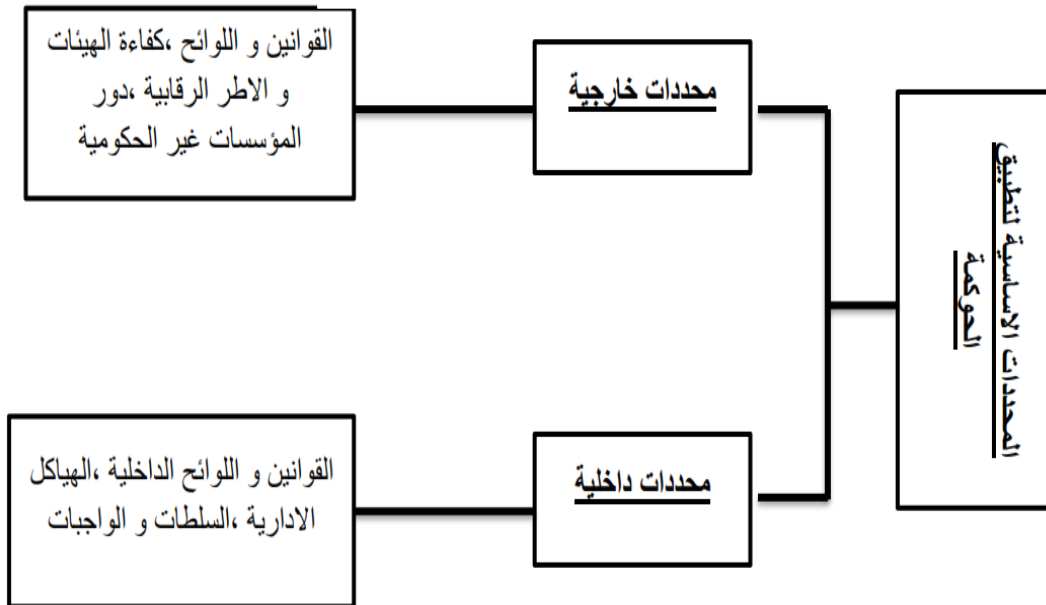 المحددات الاساسية لتطبيق
الحوكمة
محددات خارجية
القوانين و اللوائح ،كفاءة الهيئات
و الاطر الرقابية ،دور
المؤسسات غير الحكومية
محددات داخلية
القوانين و اللوائح الداخلية ،الهياكل
الادارية ،السلطات و الواجبات